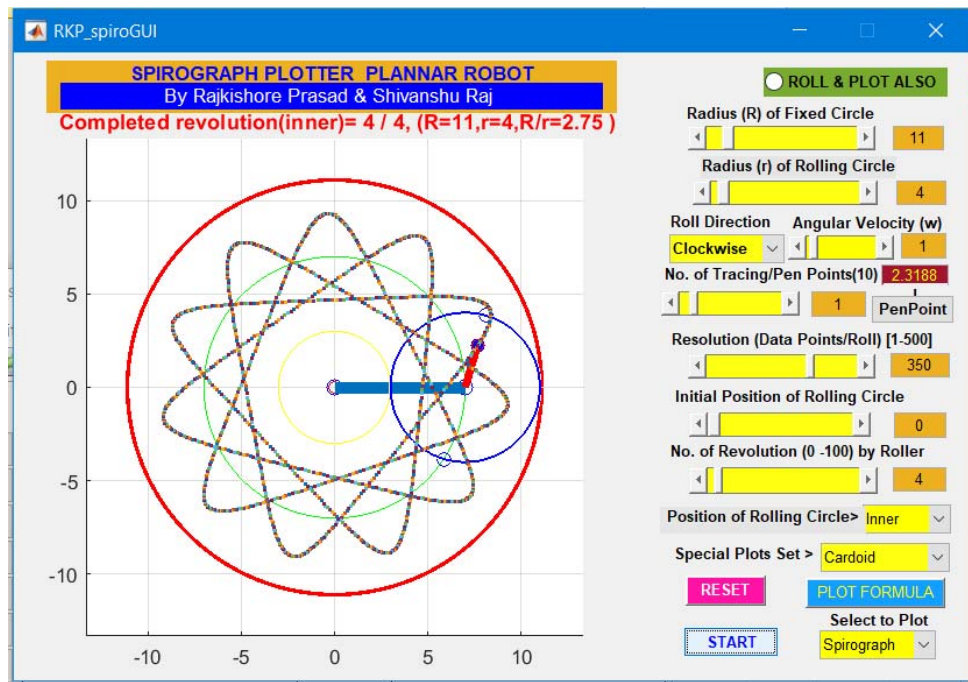 RKP_spiroGUI
SPIROGRAPH PLOTTER PLANNAR ROBOT
By Rajkishore Prasad & Shivanshu Raj
Completed revolution(inner)= 4 / 4, (R=11,r=4,R/r=2.75 )
10
5
0
-5
-10
-10 -5 0 5 10
ROLL & PLOT ALSO
Radius (R) of Fixed Circle
11
Radius (r) of Rolling Circle
4
Roll Direction Angular Velocity (w)
Clockwise 1
No. of Tracing/Pen Points(10) 2.3188
1 PenPoint
Resolution (Data Points/Roll) [1-500]
350
Initial Position of Rolling Circle
0
No. of Revolution (0 -100) by Roller
4
Position of Rolling Circle> Inner
Special Plots Set > Cardoid
RESET PLOT FORMULA
Select to Plot
START Spirograph